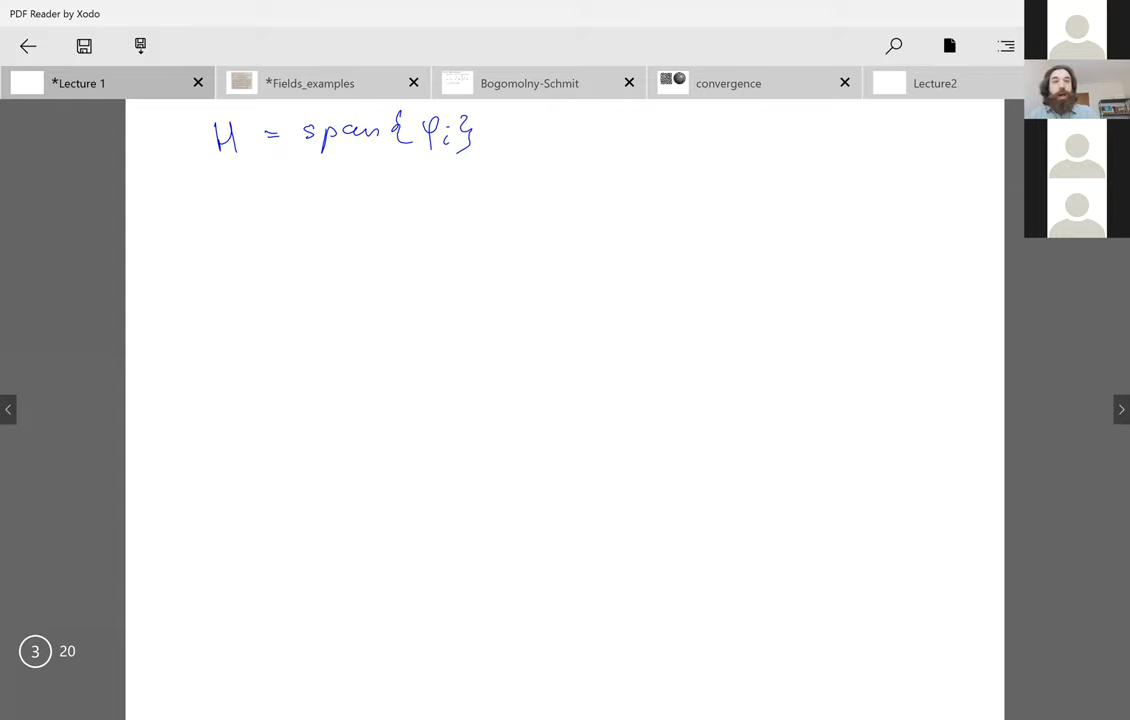 PDF Reader by Xodo
*Lecture 1 *Fields_examples Bogomolny-Schmit convergence Lecture2
H = span{φi}
3 20